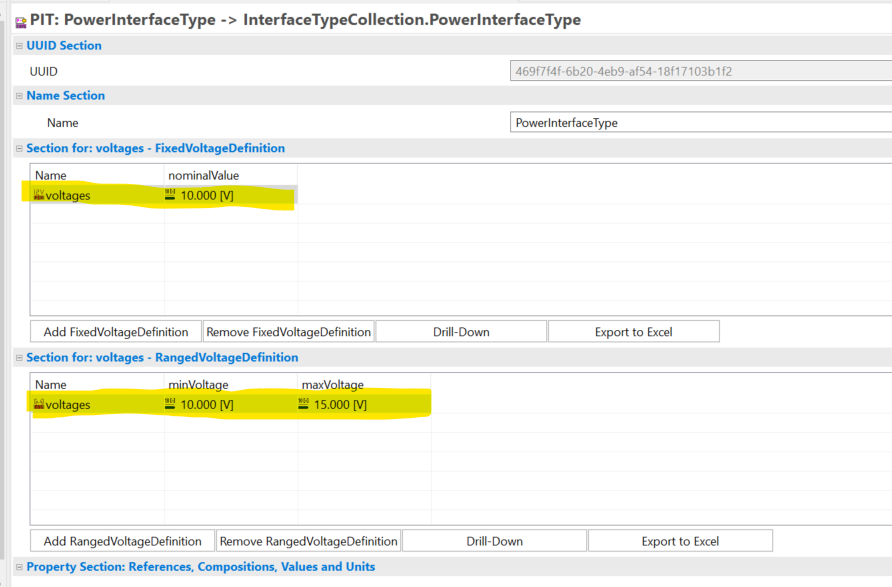 PIT: PowerInterfaceType -> InterfaceTypeCollection.PowerInterfaceType
UUID Section
UUID 469f7f4f-6b20-4eb9-af54-18f17103b1f2
Name Section
Name PowerInterfaceType
Section for: voltages - FixedVoltageDefinition
Name nominalValue
voltages 10.000 [V]
Add FixedVoltageDefinition Remove FixedVoltageDefinition Drill-Down Export to Excel
Section for: voltages - RangedVoltageDefinition
Name minVoltage maxVoltage
voltages 10.000 [V] 15.000 [V]
Add RangedVoltageDefinition Remove RangedVoltageDefinition Drill-Down Export to Excel
Property Section: References, Compositions, Values and Units